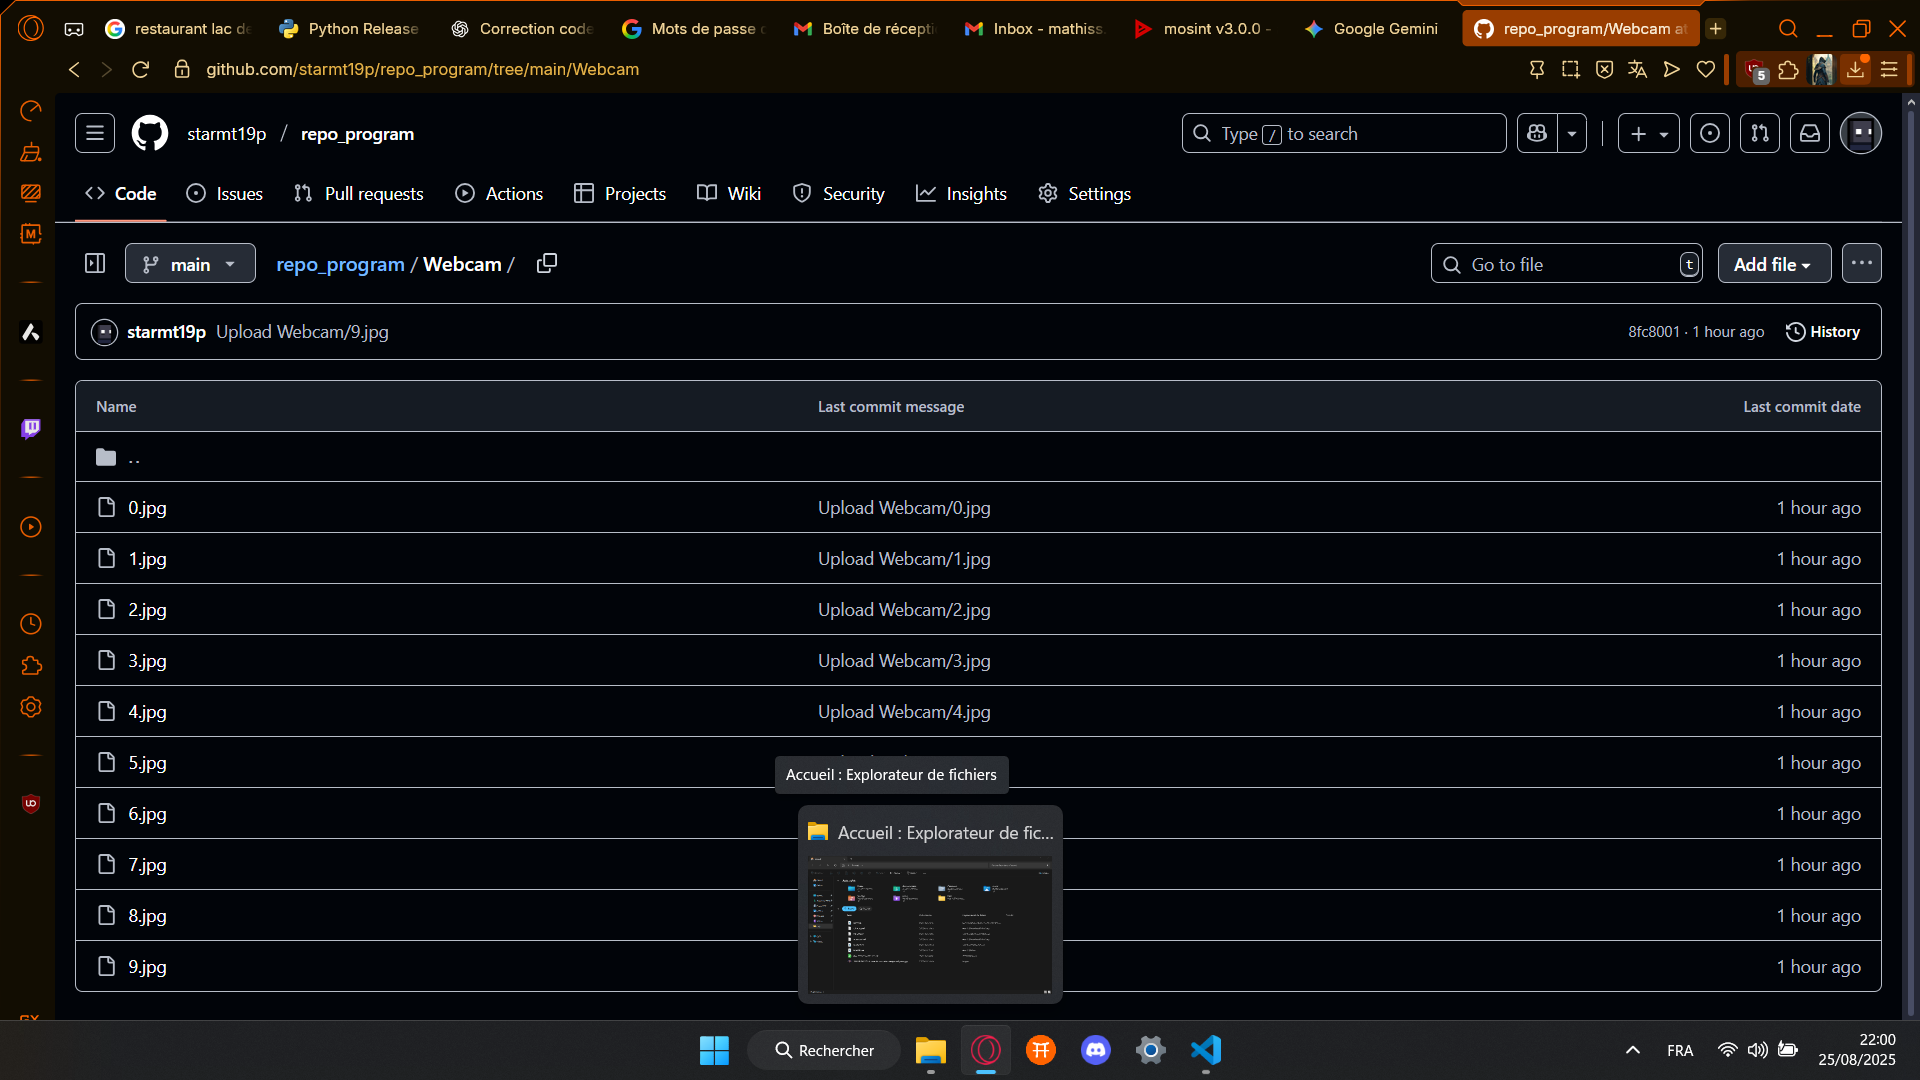 restaurant lac de
Python Release
Correction code
Mots de passe
Boîte de récepti
Inbox - mathiss.
mosint v3.0.0 -
Google Gemini
repo_program/Webcam at
github.com/starmt19p/repo_program/tree/main/Webcam
5
starmt19p / repo_program
Type / to search
Code
Issues
Pull requests
Actions
Projects
Wiki
Security
Insights
Settings
main
repo_program / Webcam /
Go to file
t
Add file
starmt19p Upload Webcam/9.jpg
8fc8001 · 1 hour ago
History
Name Last commit message Last commit date
..
0.jpg Upload Webcam/0.jpg 1 hour ago
1.jpg Upload Webcam/1.jpg 1 hour ago
2.jpg Upload Webcam/2.jpg 1 hour ago
3.jpg Upload Webcam/3.jpg 1 hour ago
4.jpg Upload Webcam/4.jpg 1 hour ago
5.jpg 1 hour ago
Accueil : Explorateur de fichiers
6.jpg 1 hour ago
Accueil : Explorateur de fic...
7.jpg 1 hour ago
8.jpg 1 hour ago
9.jpg 1 hour ago
Rechercher
FRA
22:00
25/08/2025